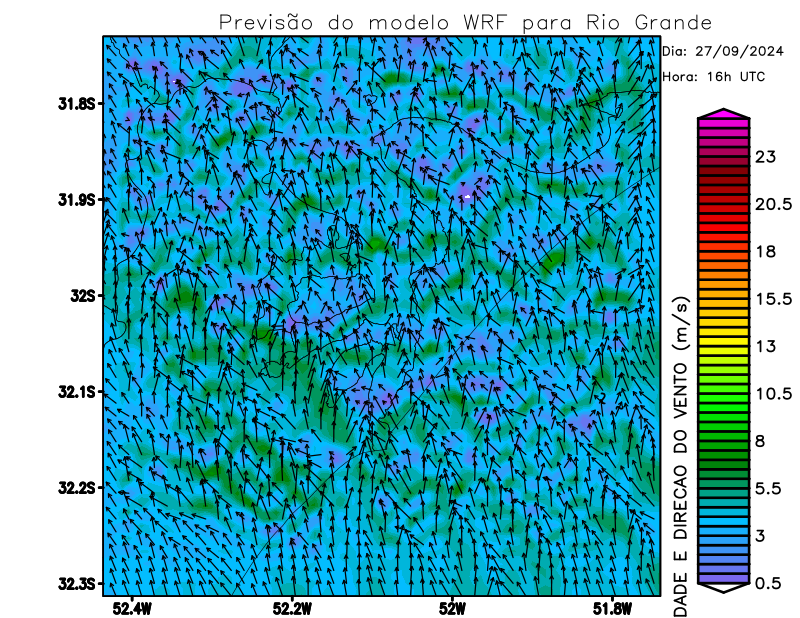 Previsão do modelo WRF para Rio Grande
Dia: 27/09/2024
Hora: 16h UTC
31.8S
31.9S
32S
32.1S
32.2S
32.3S
52.4W
52.2W
52W
51.8W
23
20.5
18
15.5
13
10.5
8
5.5
3
0.5
DADE E DIRECAO DO VENTO (m/s)